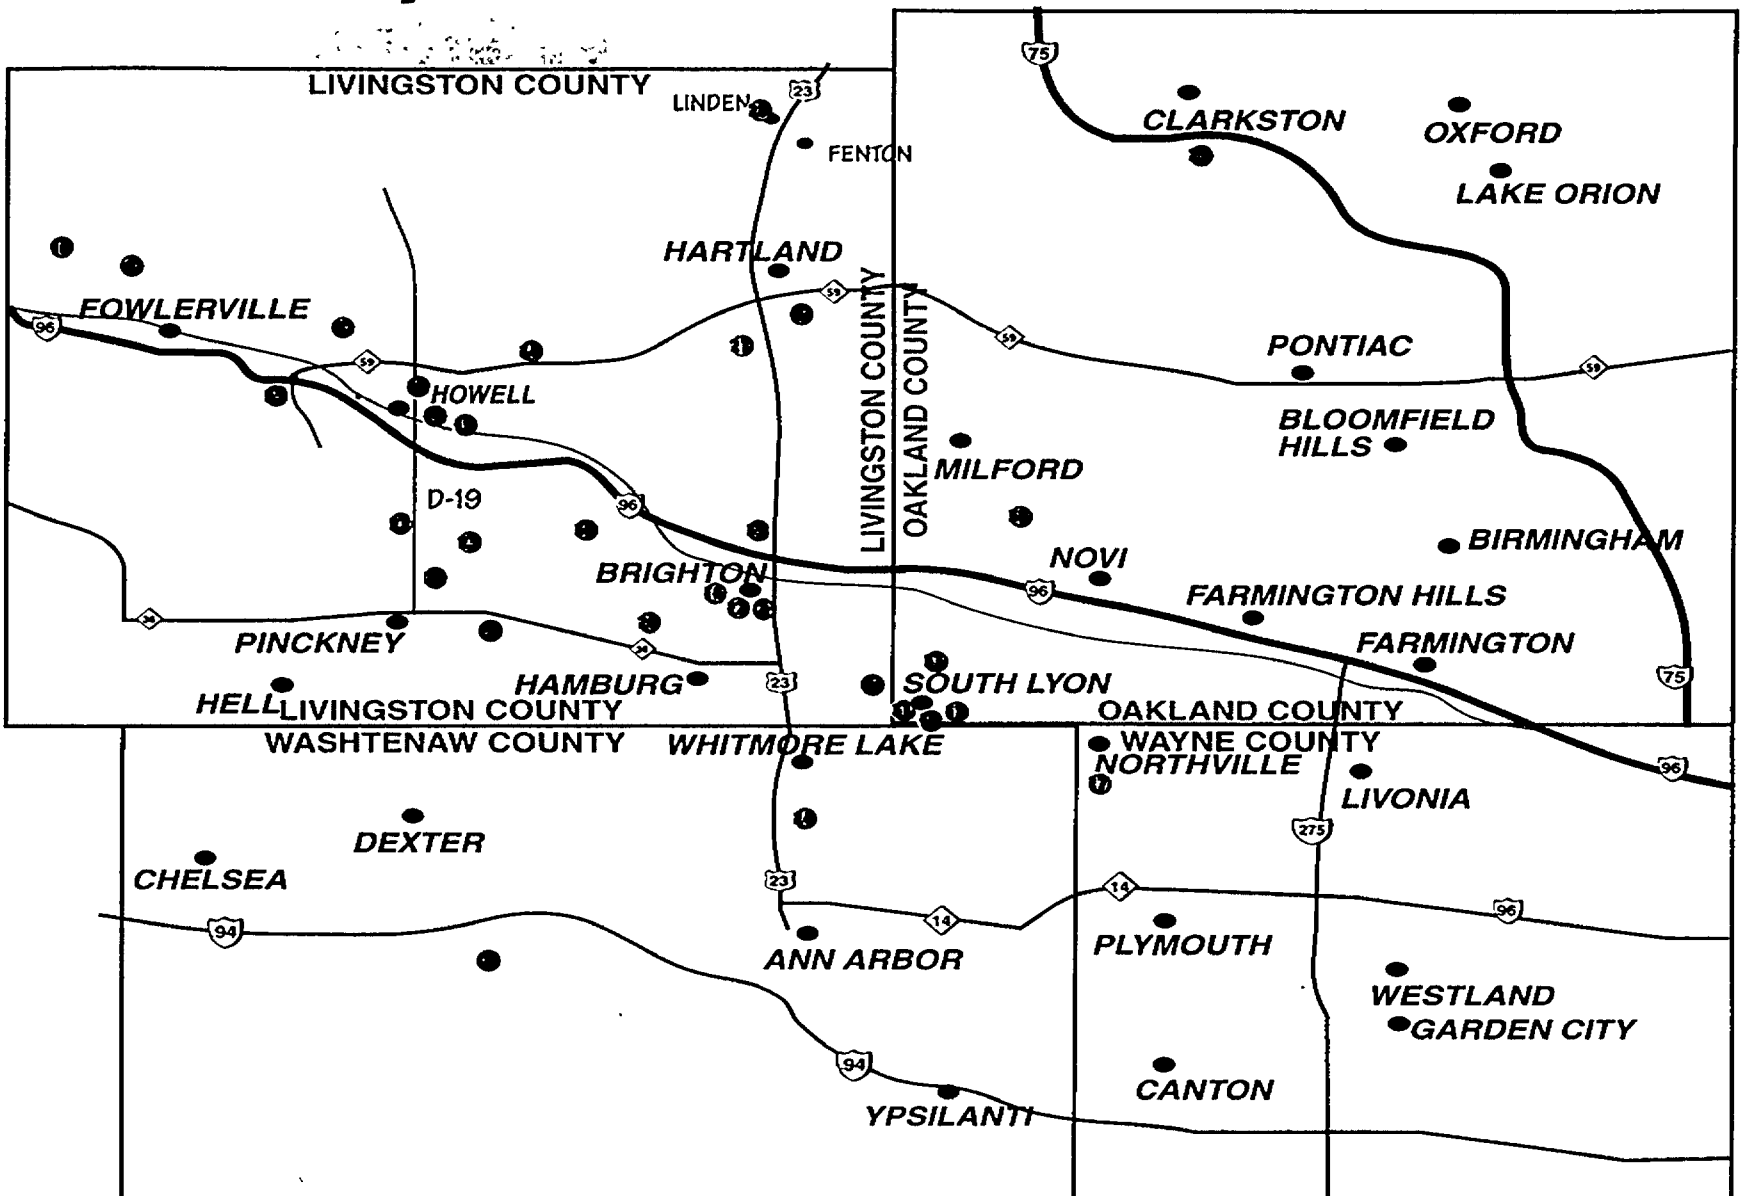 75
LIVINGSTON COUNTY
23
LINDEN
CLARKSTON
OXFORD
FENTON
LAKE ORION
HARTLAND
FOWLERVILLE
59
LIVINGSTON COUNTY
OAKLAND COUNTY
96
59
59
PONTIAC
59
HOWELL
BLOOMFIELD
HILLS
MILFORD
D-19
96
BIRMINGHAM
NOVI
BRIGHTON
96
FARMINGTON HILLS
36
PINCKNEY
36
FARMINGTON
HELL
HAMBURG
23
SOUTH LYON
75
LIVINGSTON COUNTY
OAKLAND COUNTY
WASHTENAW COUNTY
WHITMORE LAKE
WAYNE COUNTY
NORTHVILLE
96
LIVONIA
DEXTER
275
CHELSEA
23
14
96
94
14
ANN ARBOR
PLYMOUTH
WESTLAND
GARDEN CITY
94
CANTON
YPSILANTI